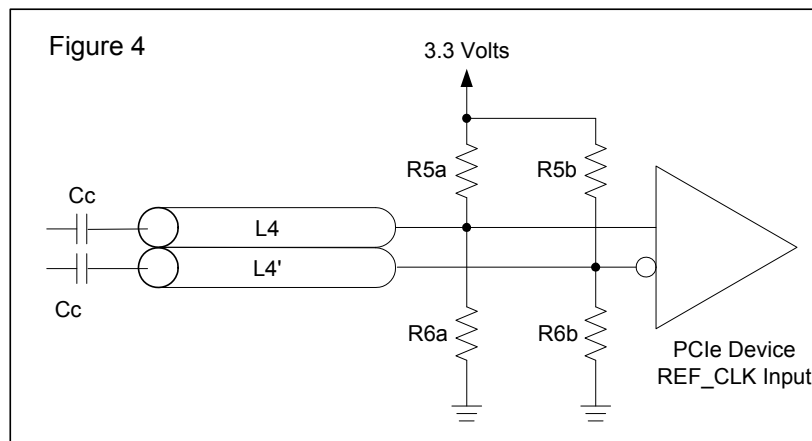 Figure 4
3.3 Volts
R5a
R5b
Cc
L4
L4'
Cc
R6a
R6b
PCIe Device
REF_CLK Input